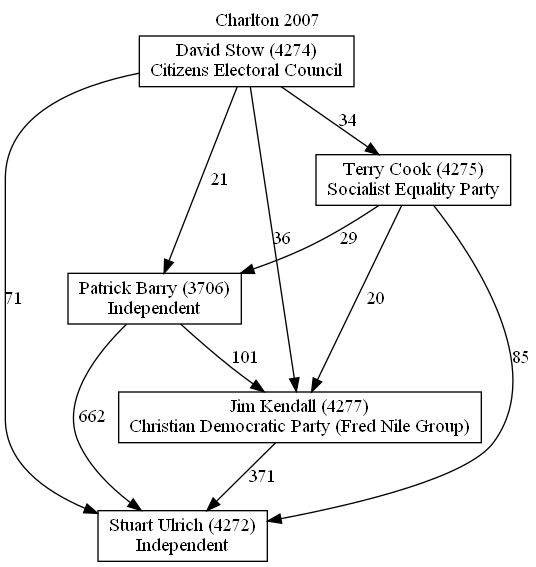 Charlton 2007
David Stow (4274)
Citizens Electoral Council
34
Terry Cook (4275)
Socialist Equality Party
21
36
29
Patrick Barry (3706)
Independent
71
20
101
85
Jim Kendall (4277)
Christian Democratic Party (Fred Nile Group)
662
371
Stuart Ulrich (4272)
Independent